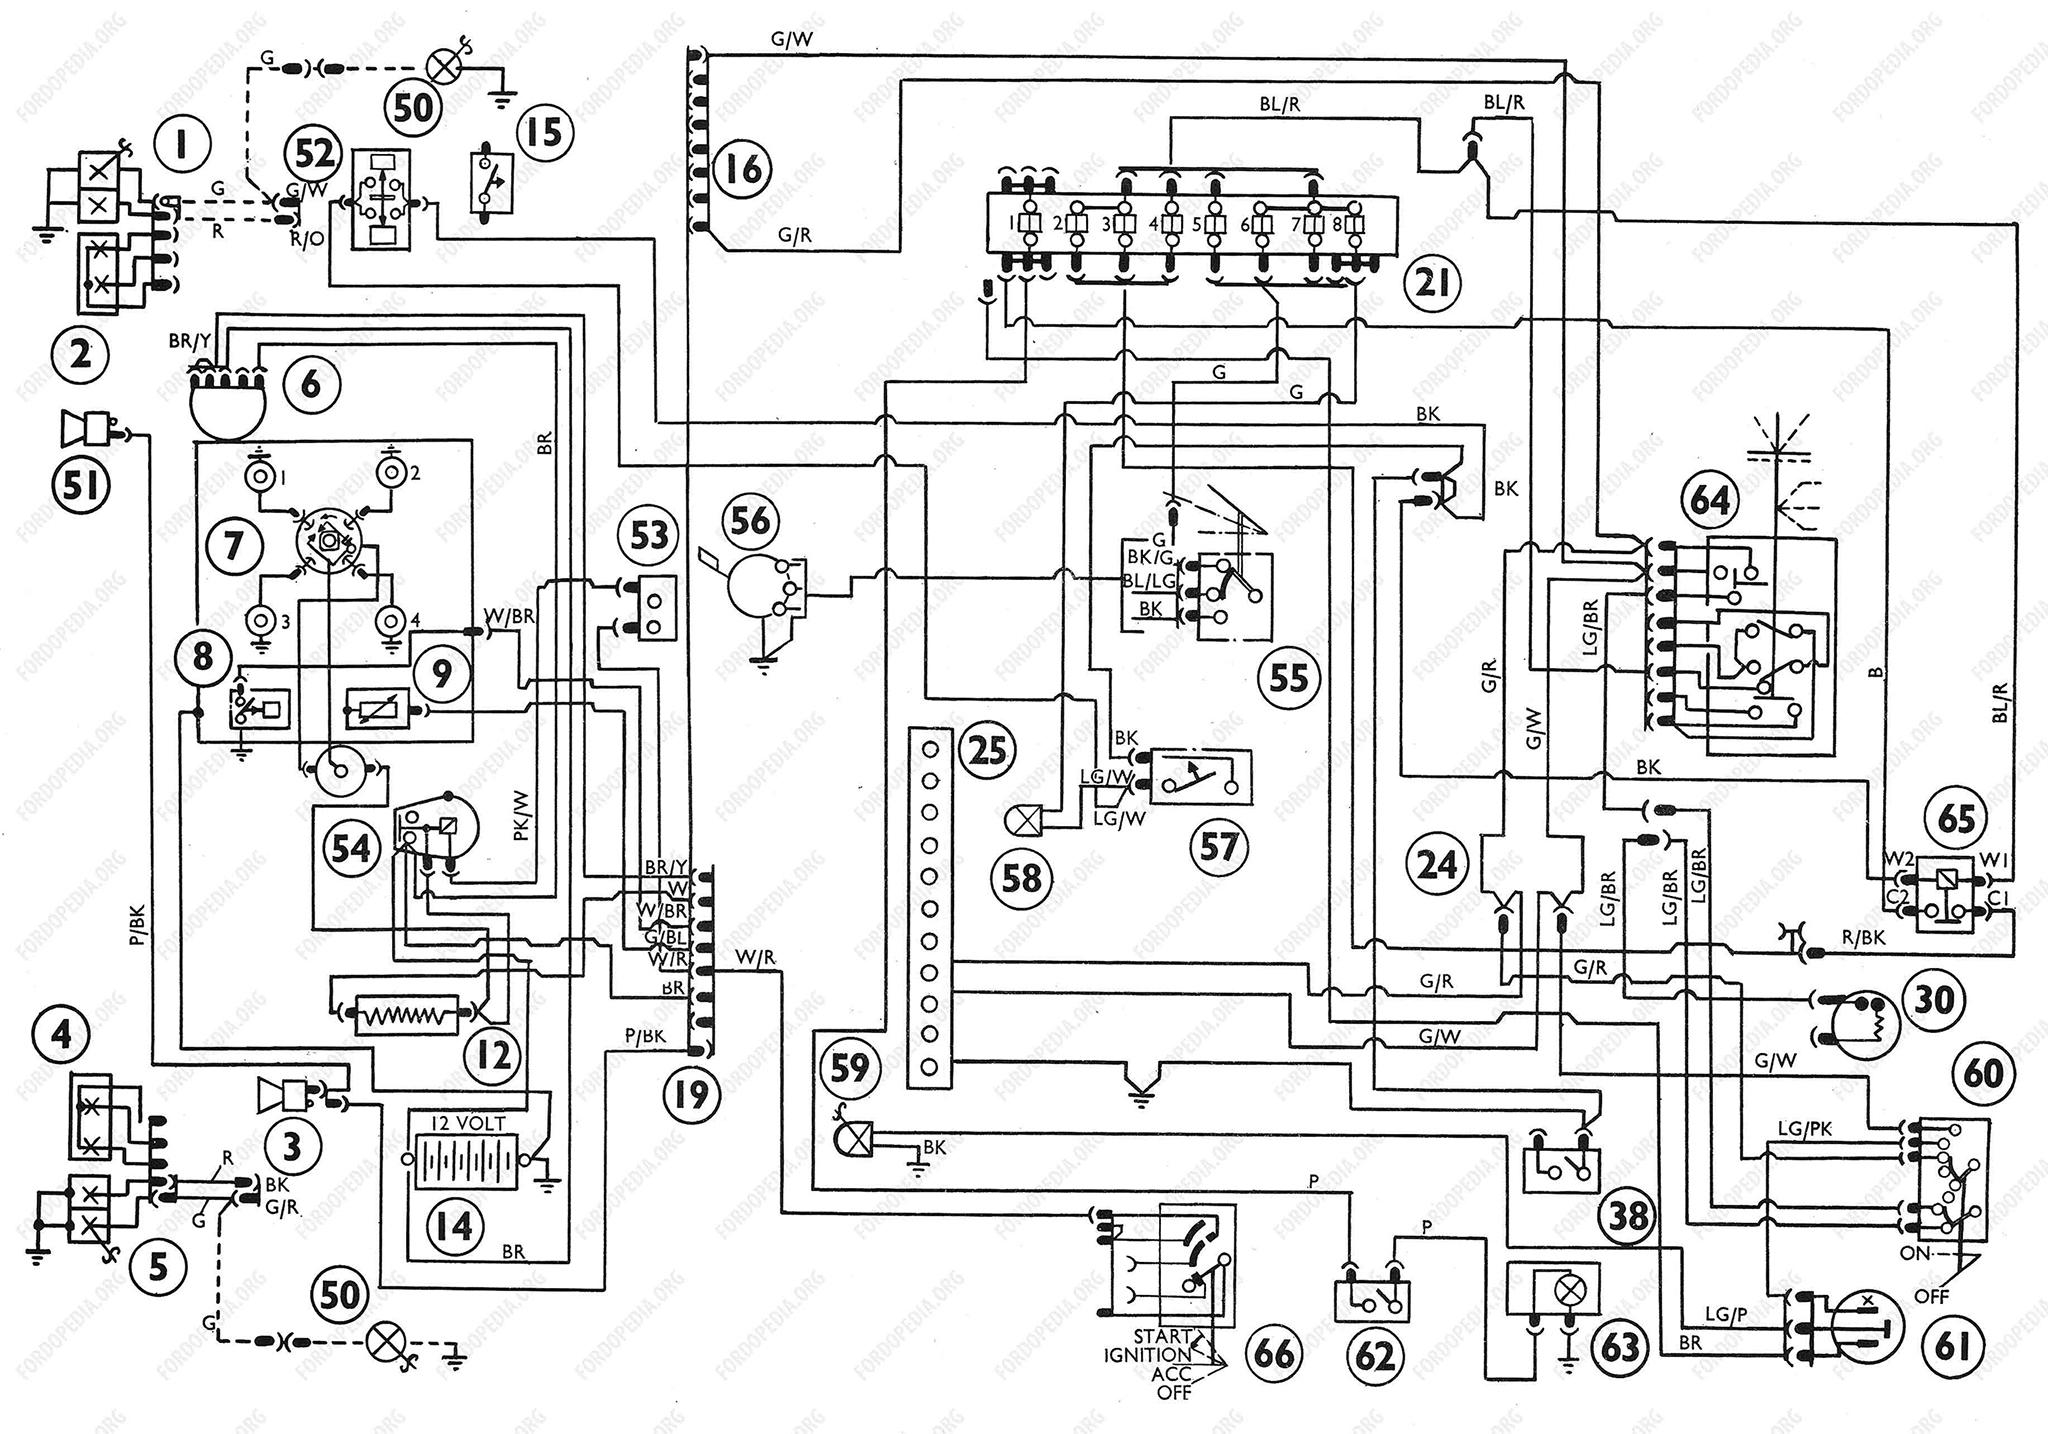 G/W
G
50
15
BL/R
BL/R
1
52
16
G
G/W
R
R/O
G/R
1 2 3 4 5 6 7 8
21
2
BR/Y
6
G
G
BK
51
BR
1
2
7
53
56
BK
64
G
BK/G
BL/LG
BK
3
4
W/BR
LG/BR
8
9
55
G/R
B
BL/R
G/W
25
BK
LG/W
LG/W
BK
54
PK/W
58
57
24
65
W2
W1
C2
C1
BR/Y
W
W/BR
G/BL
W/R
BR
P/BK
W/R
P/BK
LG/BR
LG/BR
LG/BR
R/BK
G/R
G/R
30
4
12
G/W
G/W
59
60
19
12 VOLT
3
BK
LG/PK
R
BK
G
G/R
P
14
5
P
38
BR
ON
OFF
50
G
LG/P
BR
START
IGNITION
ACC
OFF
66
62
63
61
FORDOPEDIA.ORG